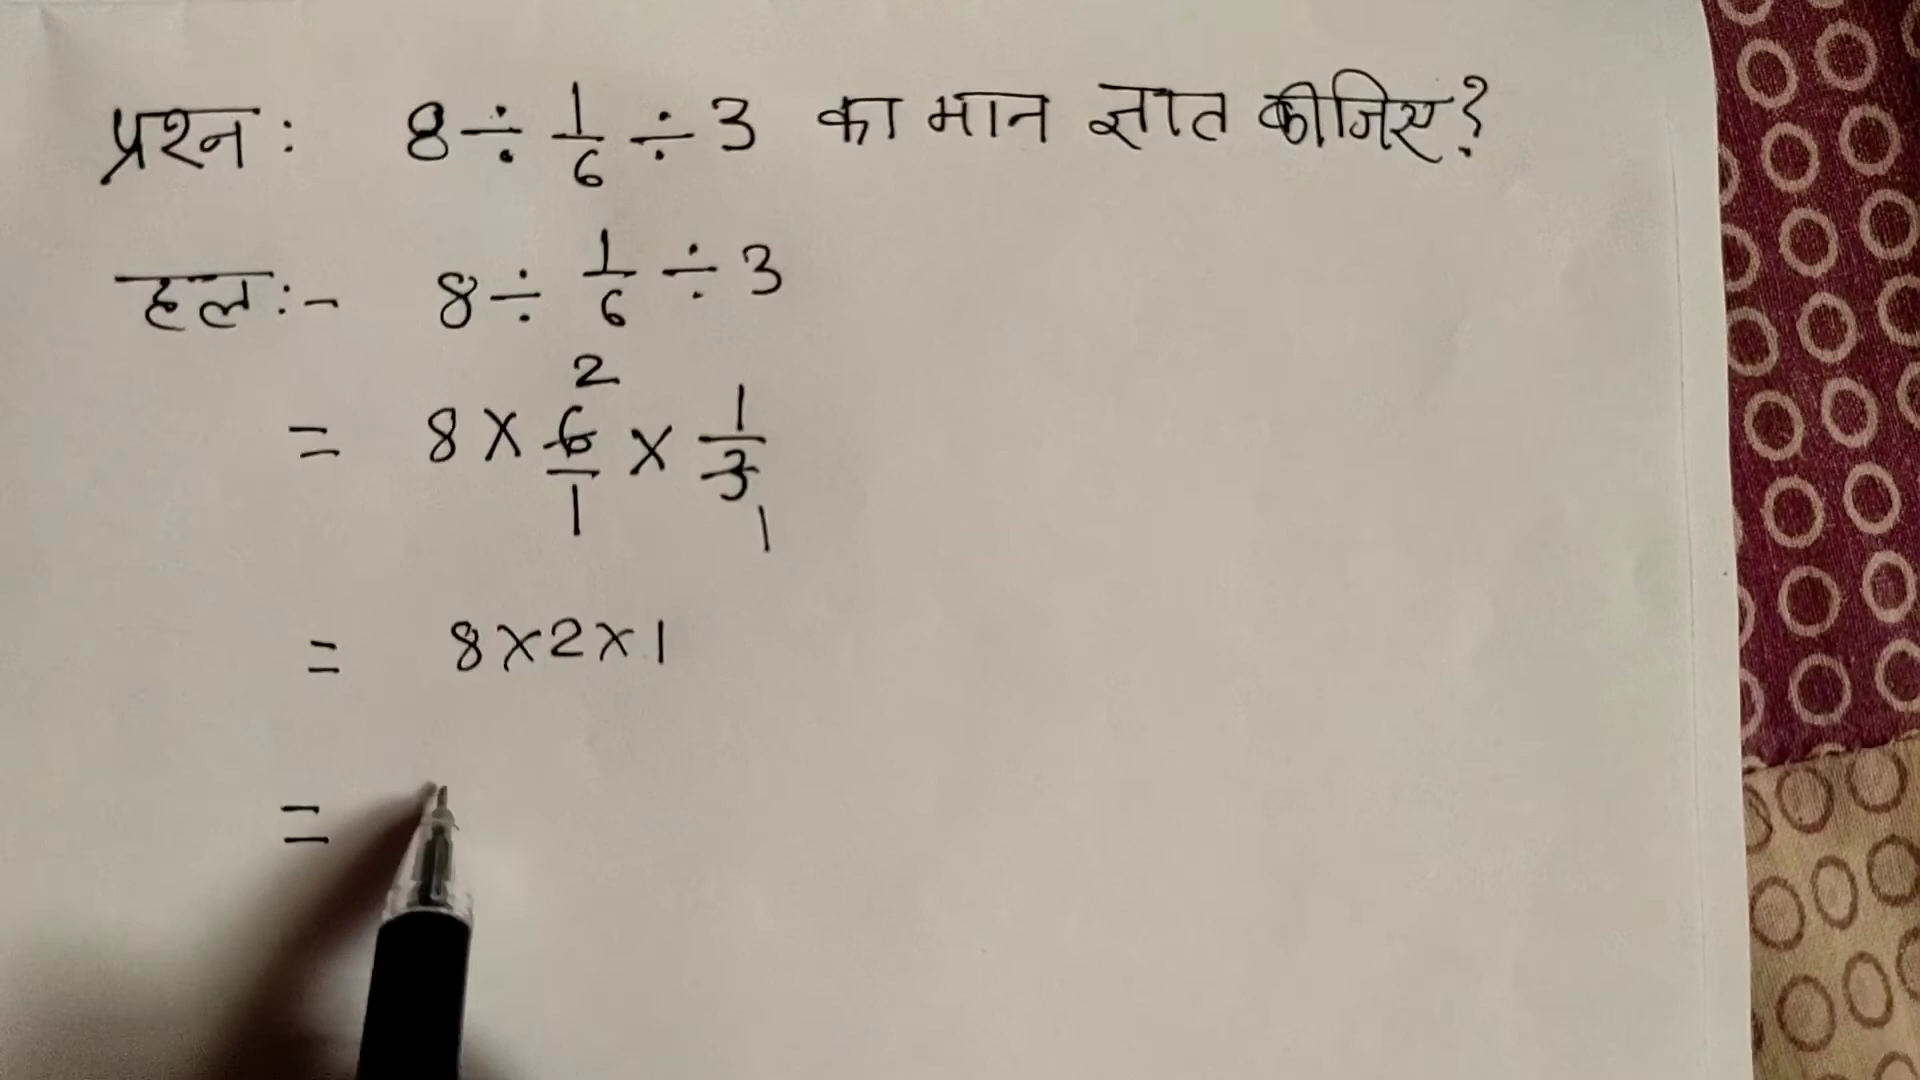 प्रश्न: 8 ÷ 1/6 ÷ 3 का मान ज्ञात कीजिए?
हल:- 8 ÷ 1/6 ÷ 3
2
= 8 × 6/1 × 1/3
1
= 8×2×1
=